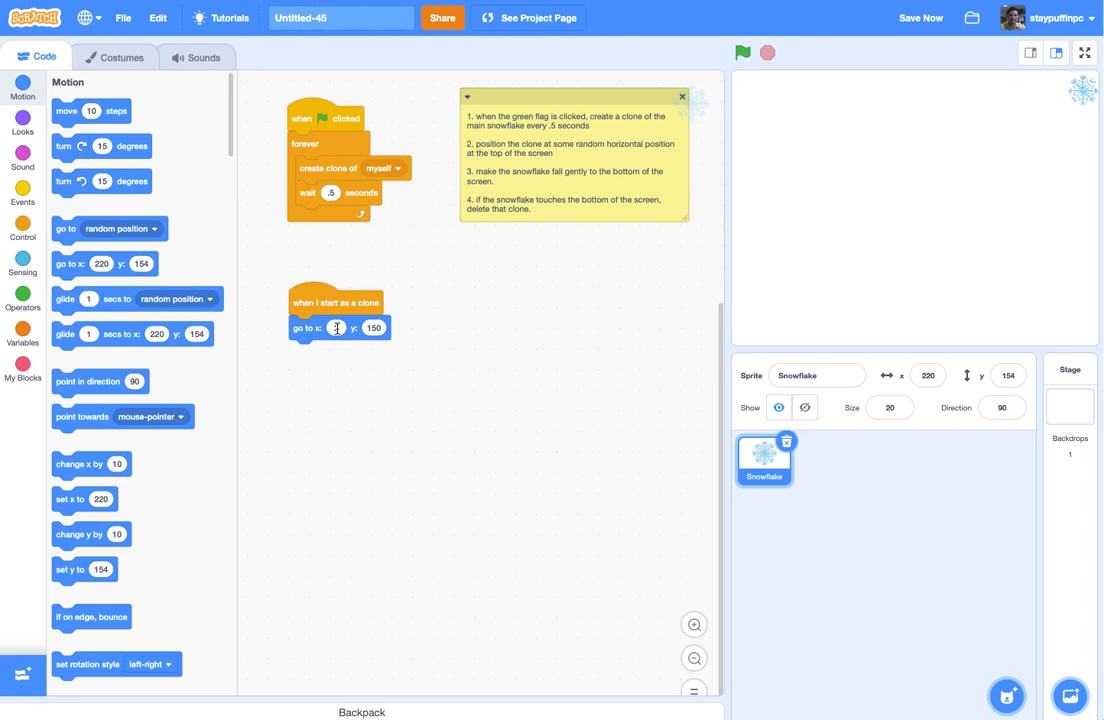 SCRATCH File Edit Tutorials Untitled-45 Share See Project Page Save Now staypuffinpc
Code Costumes Sounds
Motion
Looks
Sound
Events
Control
Sensing
Operators
Variables
My Blocks
Motion
move 10 steps
turn 15 degrees
turn 15 degrees
go to random position
go to x: 220 y: 154
glide 1 secs to random position
glide 1 secs to x: 220 y: 154
point in direction 90
point towards mouse-pointer
change x by 10
set x to 220
change y by 10
set y to 154
if on edge, bounce
set rotation style left-right
when clicked
forever
create clone of myself
wait .5 seconds
1. when the green flag is clicked, create a clone of the
main snowflake every .5 seconds
2. position the clone at some random horizontal position
at the top of the screen
3. make the snowflake fall gently to the bottom of the
screen.
4. if the snowflake touches the bottom of the screen,
delete that clone.
when I start as a clone
go to x: y: 150
Sprite Snowflake x 220 y 154
Show Size 20 Direction 90
Snowflake
Stage
Backdrops
1
Backpack